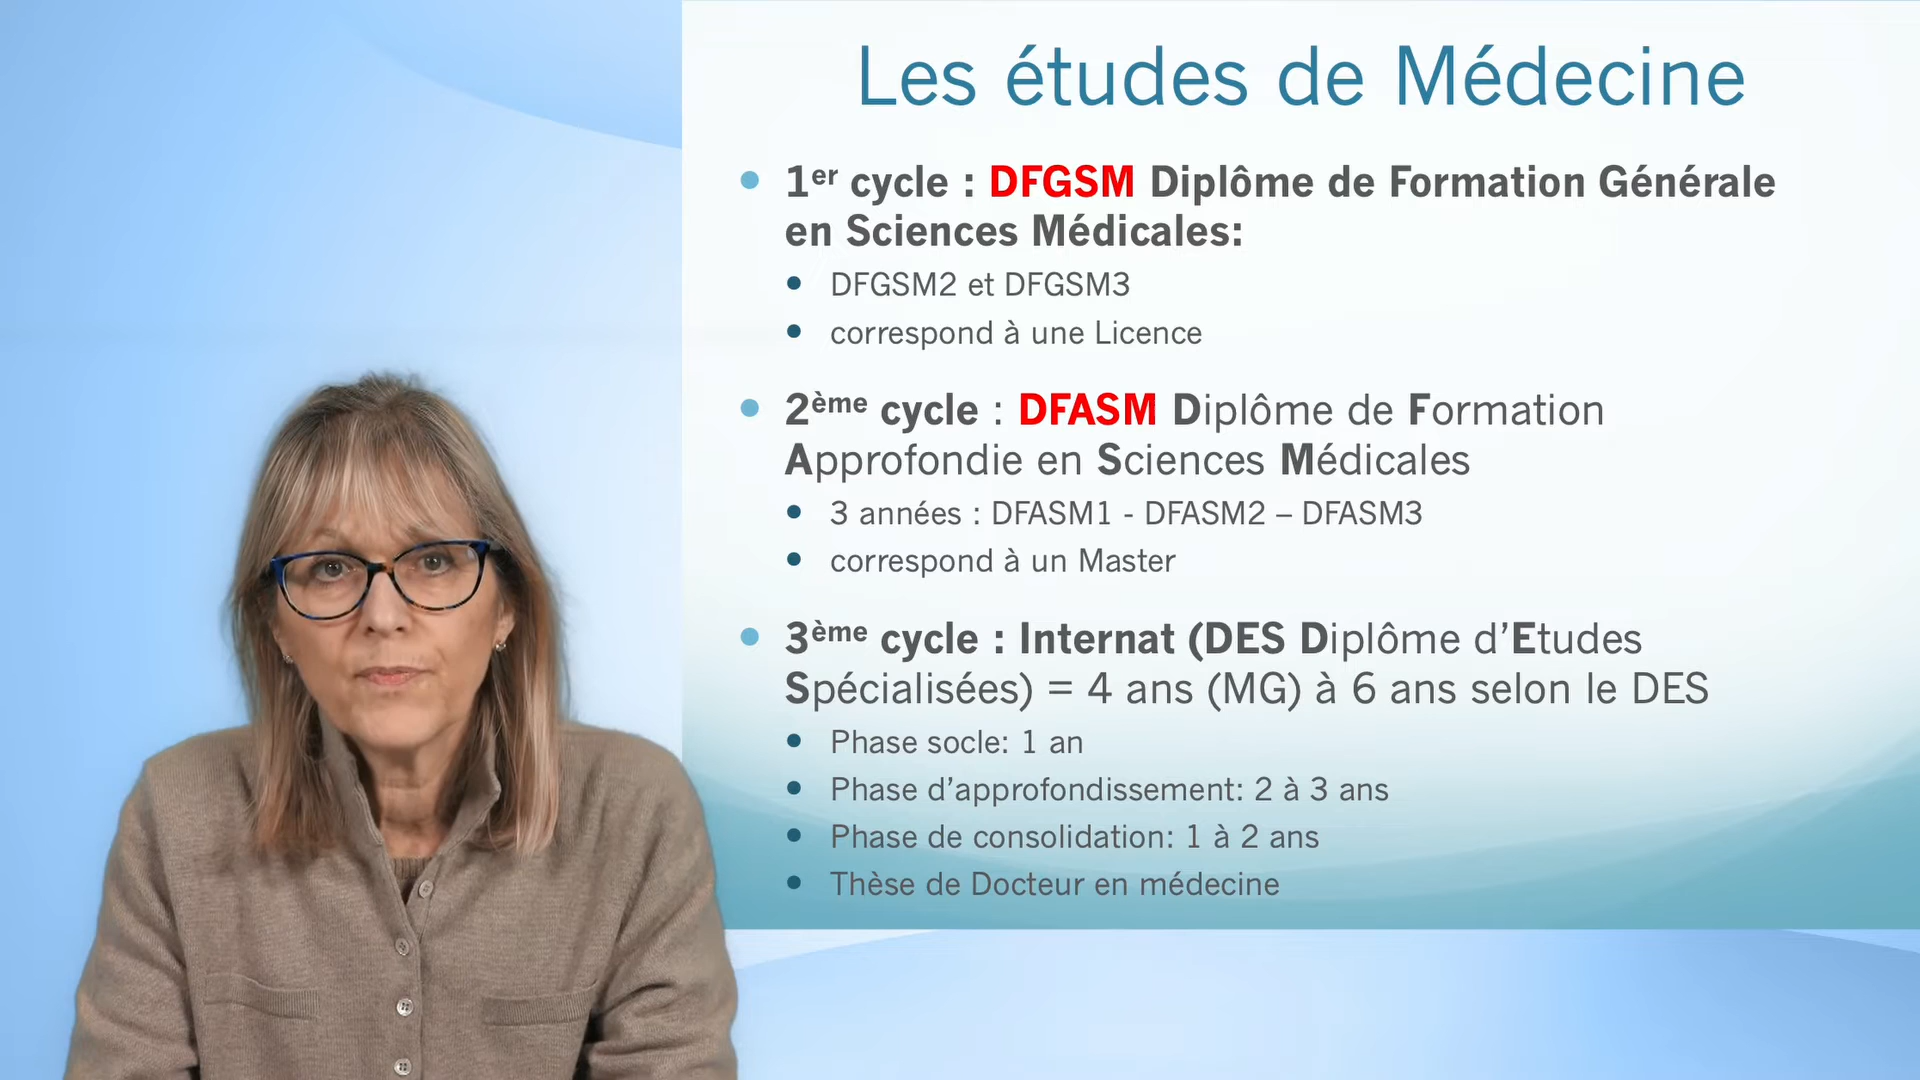 Les études de Médecine
1er cycle : DFGSM Diplôme de Formation Générale
en Sciences Médicales:
DFGSM2 et DFGSM3
correspond à une Licence
2ème cycle : DFASM Diplôme de Formation
Approfondie en Sciences Médicales
3 années : DFASM1 - DFASM2 – DFASM3
correspond à un Master
3ème cycle : Internat (DES Diplôme d’Etudes
Spécialisées) = 4 ans (MG) à 6 ans selon le DES
Phase socle: 1 an
Phase d’approfondissement: 2 à 3 ans
Phase de consolidation: 1 à 2 ans
Thèse de Docteur en médecine